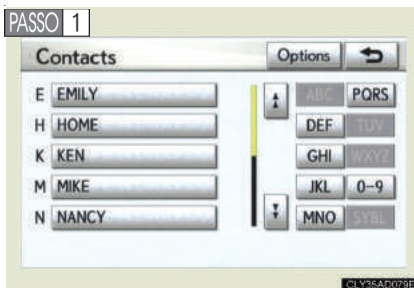 PASSO 1
Contacts Options
E EMILY ABC PQRS
H HOME DEF TUV
K KEN GHI WXYZ
M MIKE JKL 0-9
N NANCY MNO SYBL
CLY35AD079E